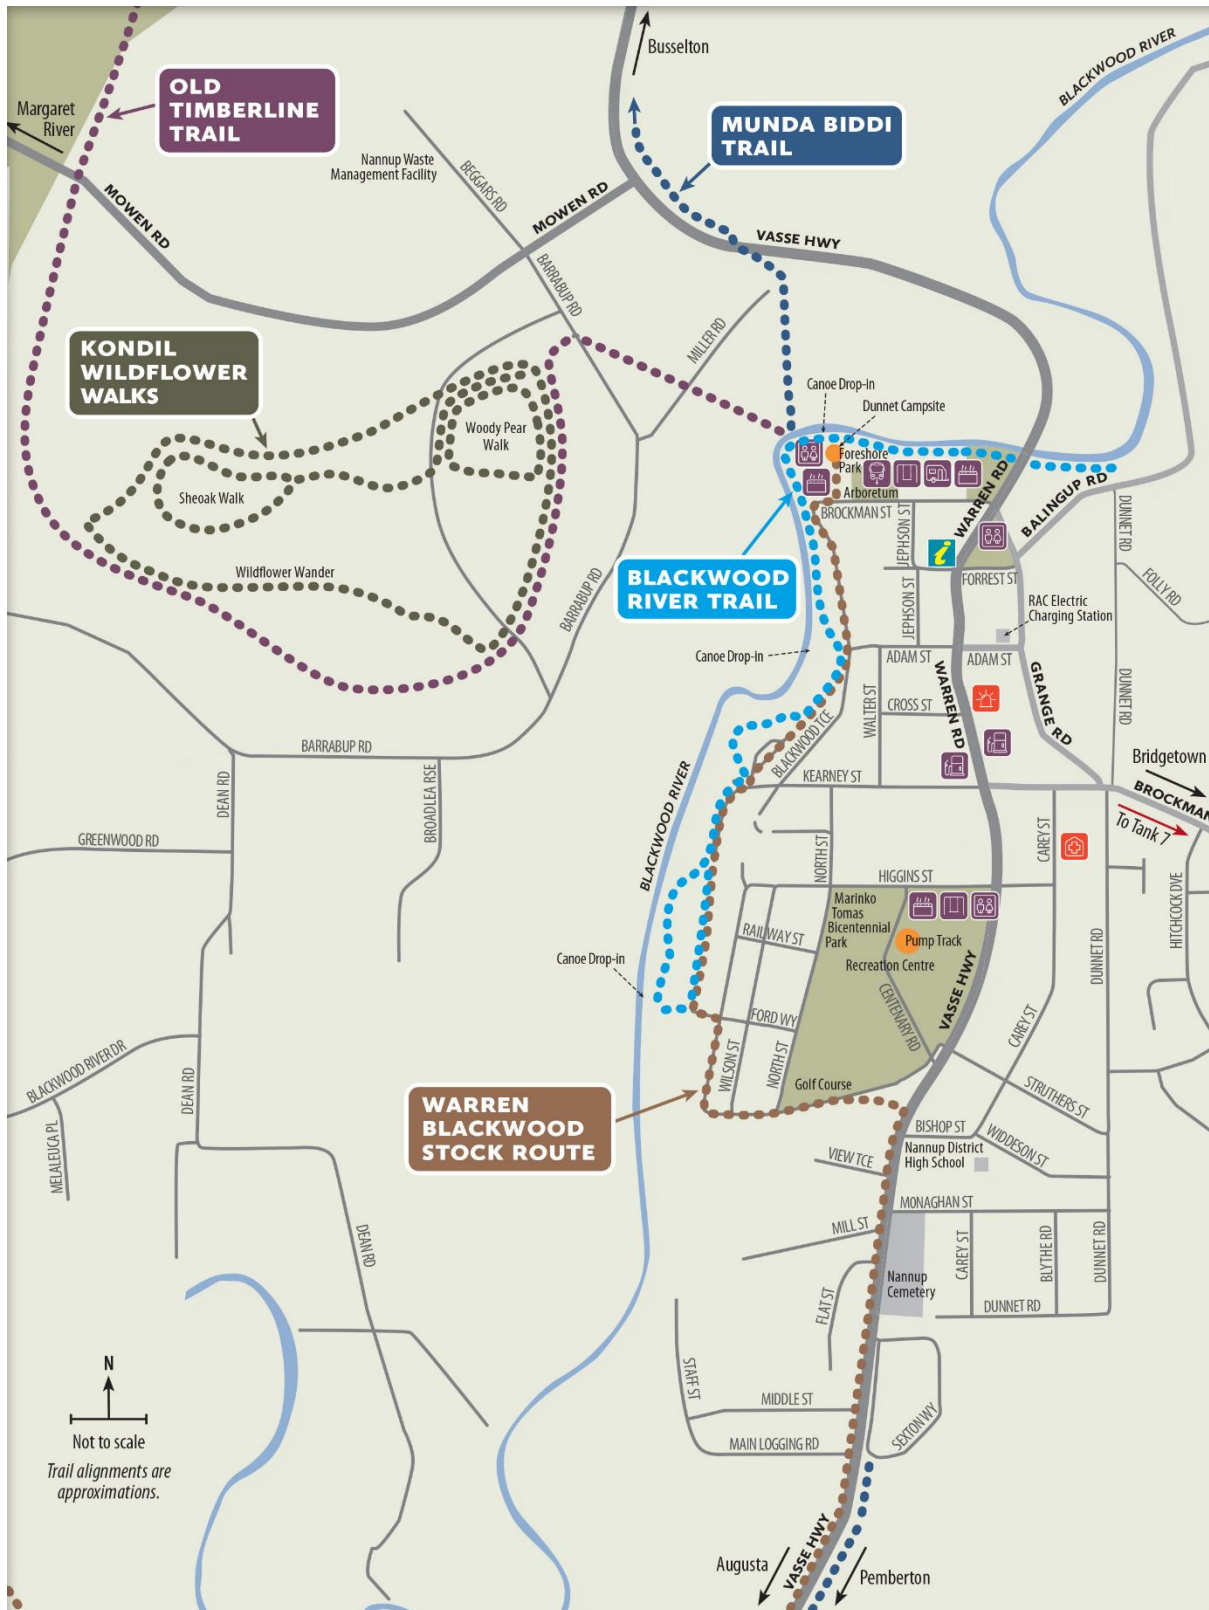 Busselton
BLACKWOOD RIVER
OLD
TIMBERLINE
TRAIL
Margaret
River
MUNDA BIDDI
TRAIL
Nannup Waste
Management Facility
BEGGARS RD
MOWEN RD
MOWEN RD
VASSE HWY
BARRABUP RD
MILLER RD
KONDIL
WILDFLOWER
WALKS
Canoe Drop-in
Dunnet Campsite
Woody Pear
Walk
Foreshore
Park
Sheoak Walk
Arboretum
BROCKMAN ST
JEPHSON ST
WARREN RD
BALINGUP RD
DUNNET RD
Wildflower Wander
BLACKWOOD
RIVER TRAIL
i
FORREST ST
FOLLY RD
BARRABUP RD
JEPHSON ST
RAC Electric
Charging Station
Canoe Drop-in
ADAM ST
ADAM ST
GRANGE RD
DUNNET RD
WALTER ST
CROSS ST
WARREN RD
BLACKWOOD TCE
BARRABUP RD
KEARNEY ST
Bridgetown
BROCKMAN
To Tank 7
DEAN RD
BROADLEA RSE
GREENWOOD RD
BLACKWOOD RIVER
NORTH ST
CAREY ST
HIGGINS ST
Marinko
Tomas
Bicentennial
Park
HITCHCOCK DVE
RAILWAY ST
Pump Track
Recreation Centre
DUNNET RD
Canoe Drop-in
CENTENARY RD
VASSE HWY
FORD WY
CAREY ST
WILSON ST
NORTH ST
BLACKWOOD RIVER DR
DEAN RD
Golf Course
STRUTHERS ST
MELALEUCA PL
WARREN
BLACKWOOD
STOCK ROUTE
BISHOP ST
WIDDESON ST
Nannup District
High School
VIEW TCE
MONAGHAN ST
MILL ST
DEAN RD
CAREY ST
BLYTHE RD
DUNNET RD
Nannup
Cemetery
FLAT ST
DUNNET RD
N
STAFF ST
MIDDLE ST
SEXTON WY
Not to scale
MAIN LOGGING RD
Trail alignments are
approximations.
VASSE HWY
Augusta
Pemberton